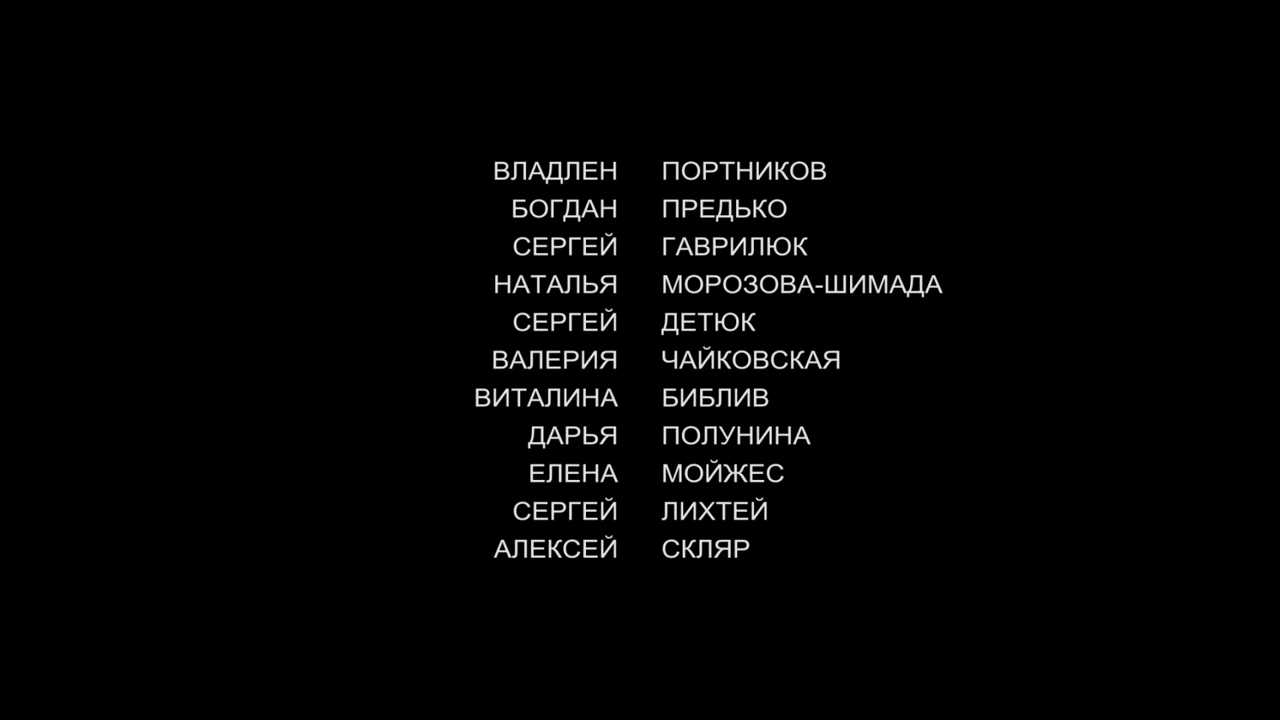 ВЛАДЛЕН ПОРТНИКОВ
БОГДАН ПРЕДЬКО
СЕРГЕЙ ГАВРИЛЮК
НАТАЛЬЯ МОРОЗОВА-ШИМАДА
СЕРГЕЙ ДЕТЮК
ВАЛЕРИЯ ЧАЙКОВСКАЯ
ВИТАЛИНА БИБЛИВ
ДАРЬЯ ПОЛУНИНА
ЕЛЕНА МОЙЖЕС
СЕРГЕЙ ЛИХТЕЙ
АЛЕКСЕЙ СКЛЯР